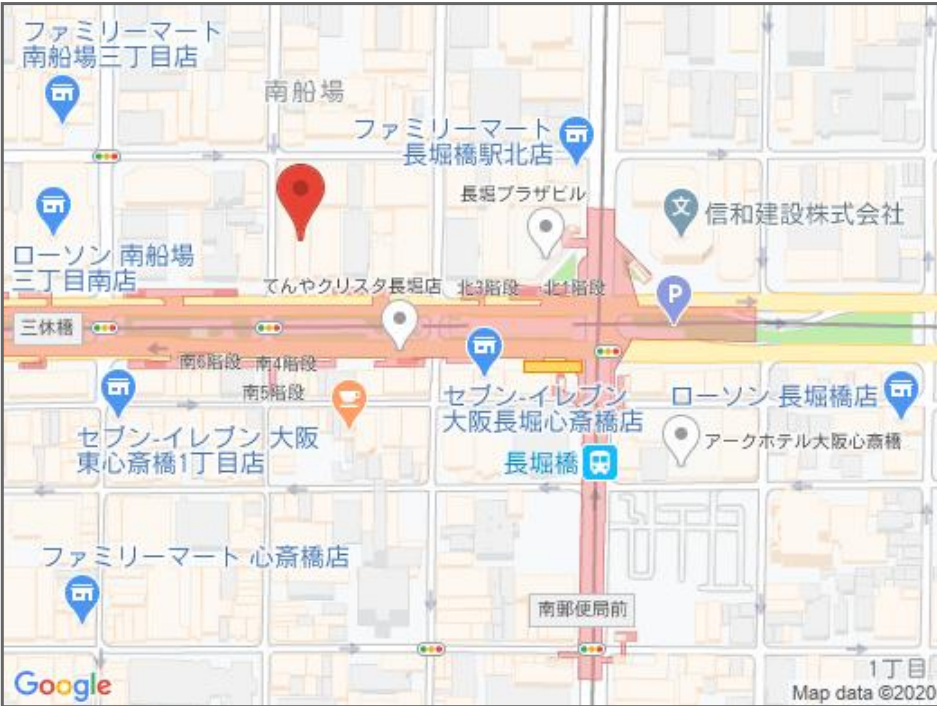 ファミリーマート
南船場三丁目店
南船場
ファミリーマート
長堀橋駅北店
長堀プラザビル
文
信和建設株式会社
ローソン 南船場
三丁目南店
てんやクリスタ長堀店
北3階段
北1階段
P
三休橋
南6階段
南4階段
南5階段
セブン-イレブン
大阪長堀心斎橋店
ローソン 長堀橋店
セブン-イレブン 大阪
東心斎橋1丁目店
アークホテル大阪心斎橋
長堀橋
ファミリーマート 心斎橋店
南郵便局前
1丁目
Google
Map data ©2020